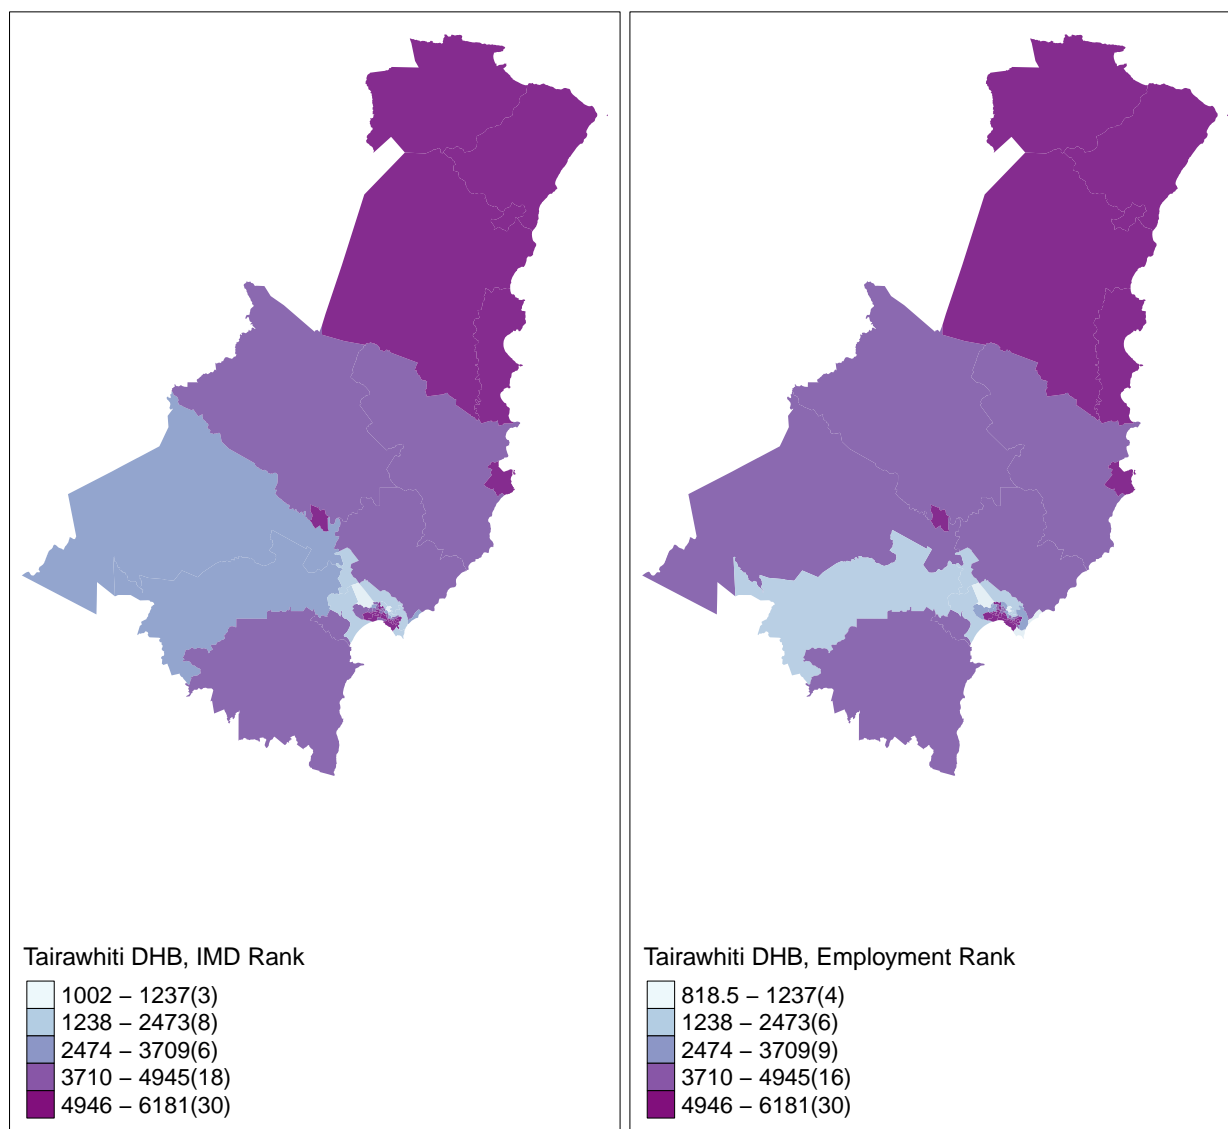 Tairawhiti DHB, IMD Rank
1002 − 1237(3)
1238 − 2473(8)
2474 − 3709(6)
3710 − 4945(18)
4946 − 6181(30)
Tairawhiti DHB, Employment Rank
818.5 − 1237(4)
1238 − 2473(6)
2474 − 3709(9)
3710 − 4945(16)
4946 − 6181(30)